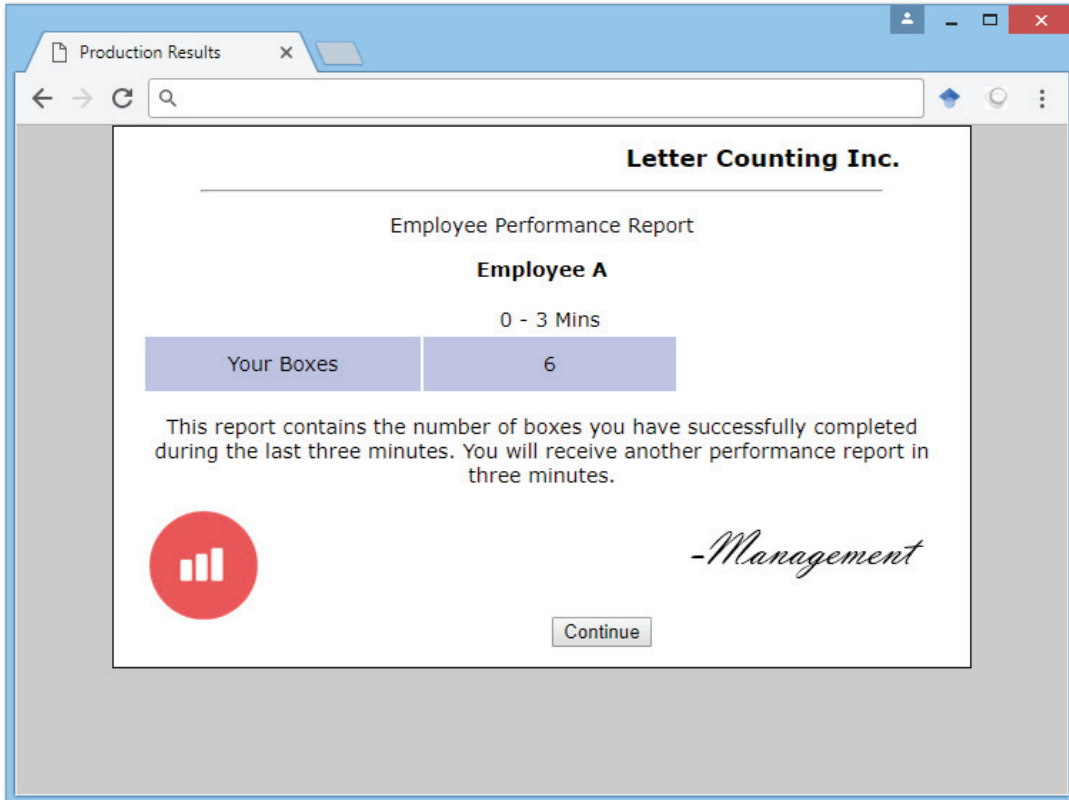 Production Results
Letter Counting Inc.
Employee Performance Report
Employee A
0 - 3 Mins
Your Boxes 6
This report contains the number of boxes you have successfully completed
during the last three minutes. You will receive another performance report in
three minutes.
-Management
Continue